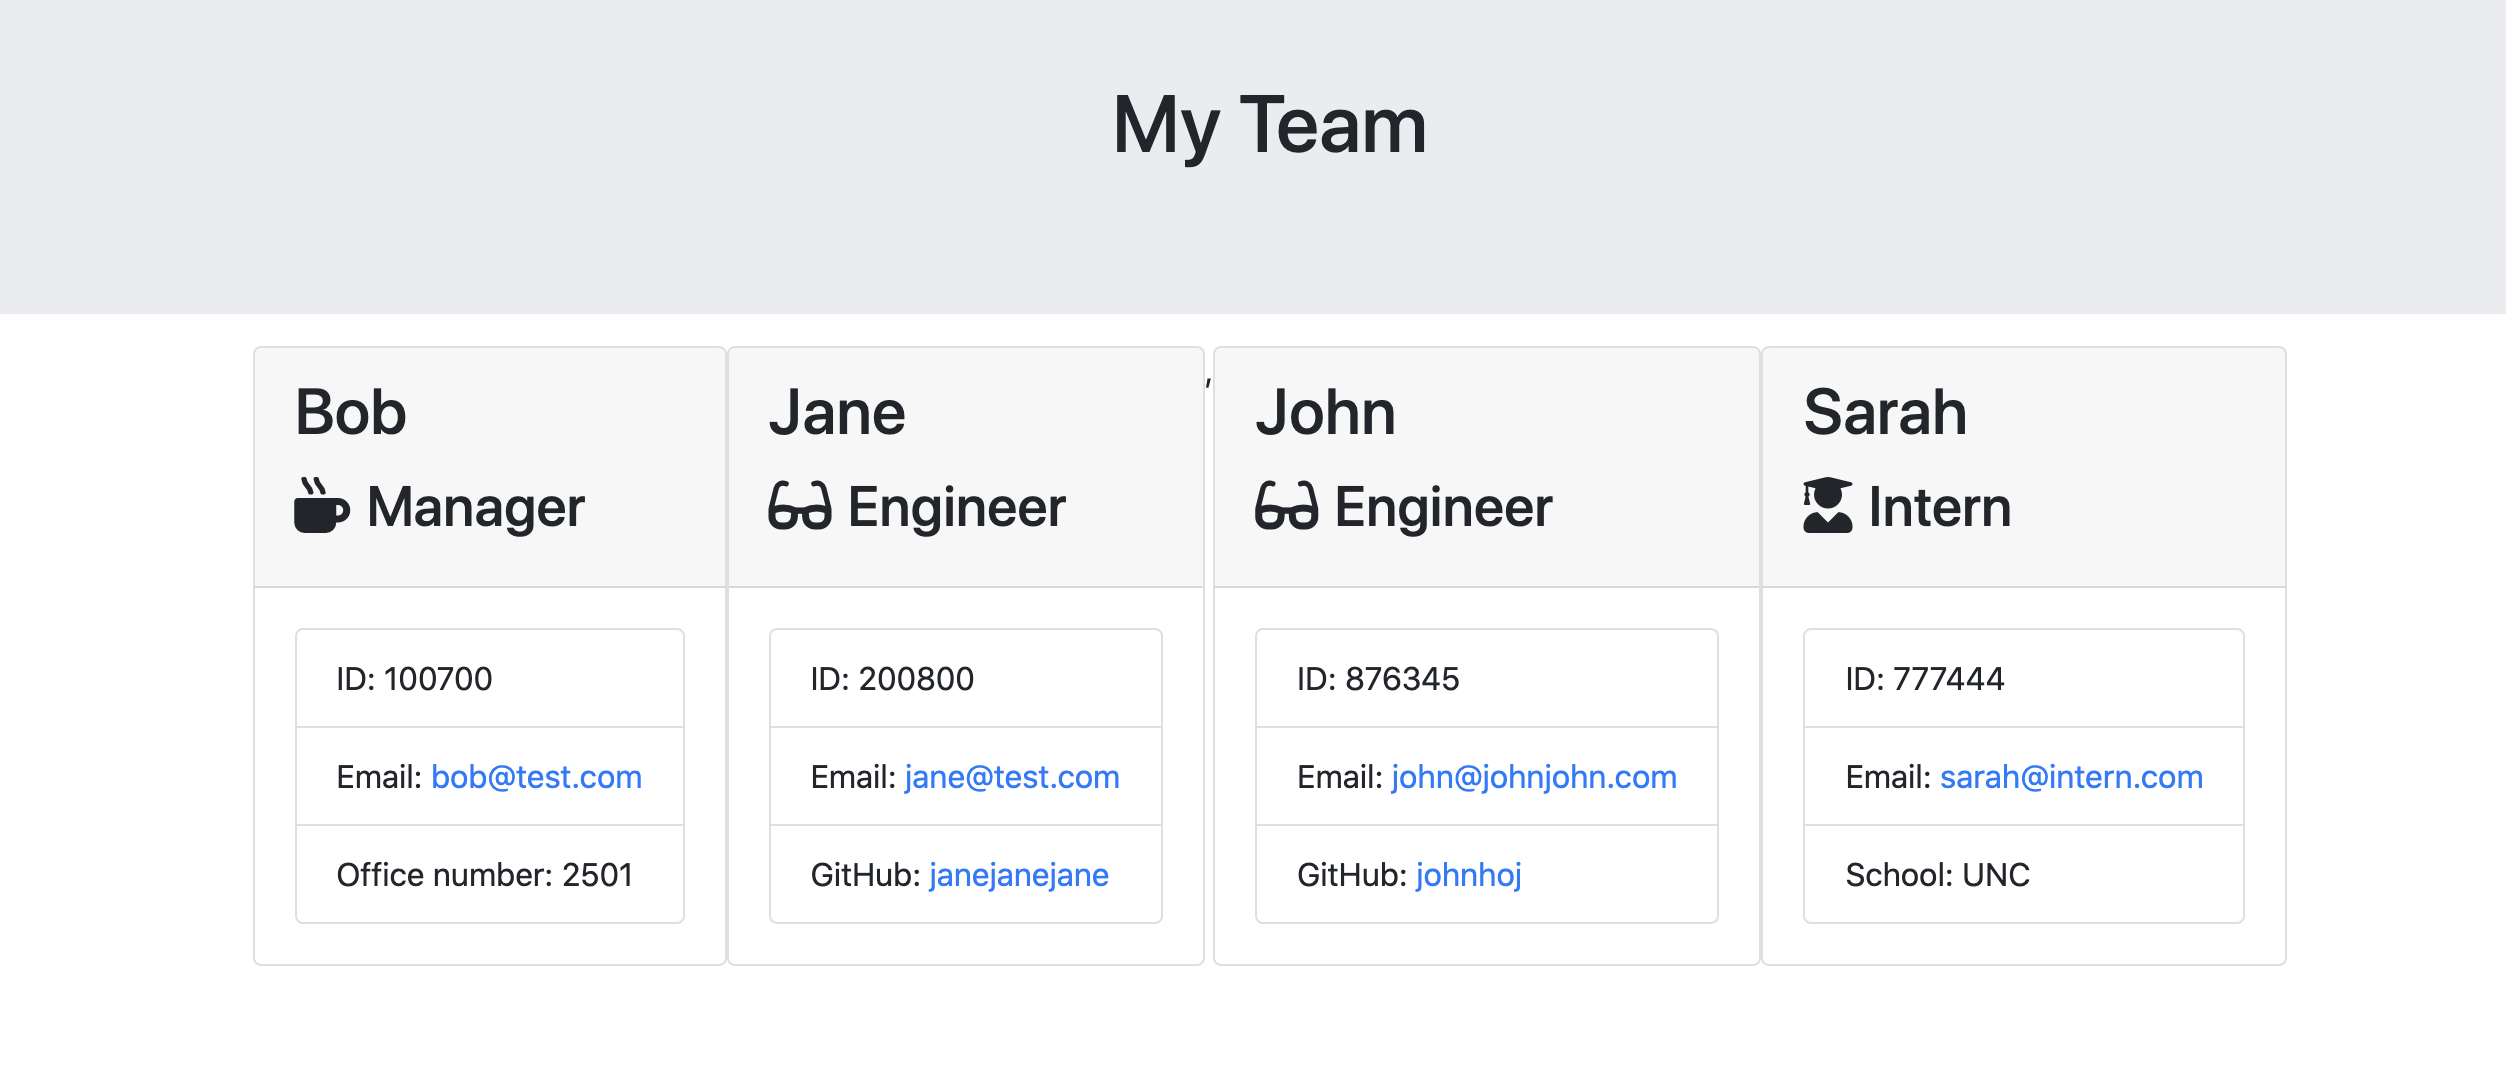 My Team
Bob
Manager
ID: 100700
Email: bob@test.com
Office number: 2501
Jane
Engineer
ID: 200800
Email: jane@test.com
GitHub: janejanejane
,
John
Engineer
ID: 876345
Email: john@johnjohn.com
GitHub: johnhoj
Sarah
Intern
ID: 777444
Email: sarah@intern.com
School: UNC